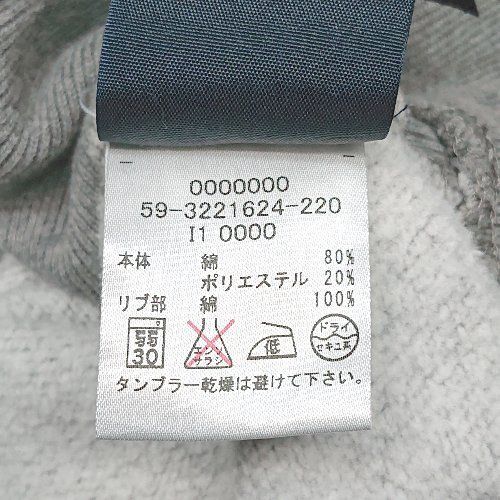 0000000
59-3221624-220
I1 0000
本体 綿 80%
ポリエステル 20%
リブ部 綿 100%
弱 30 エンソサラシ 低 ドライ セキユ系
タンブラー乾燥は避けて下さい。